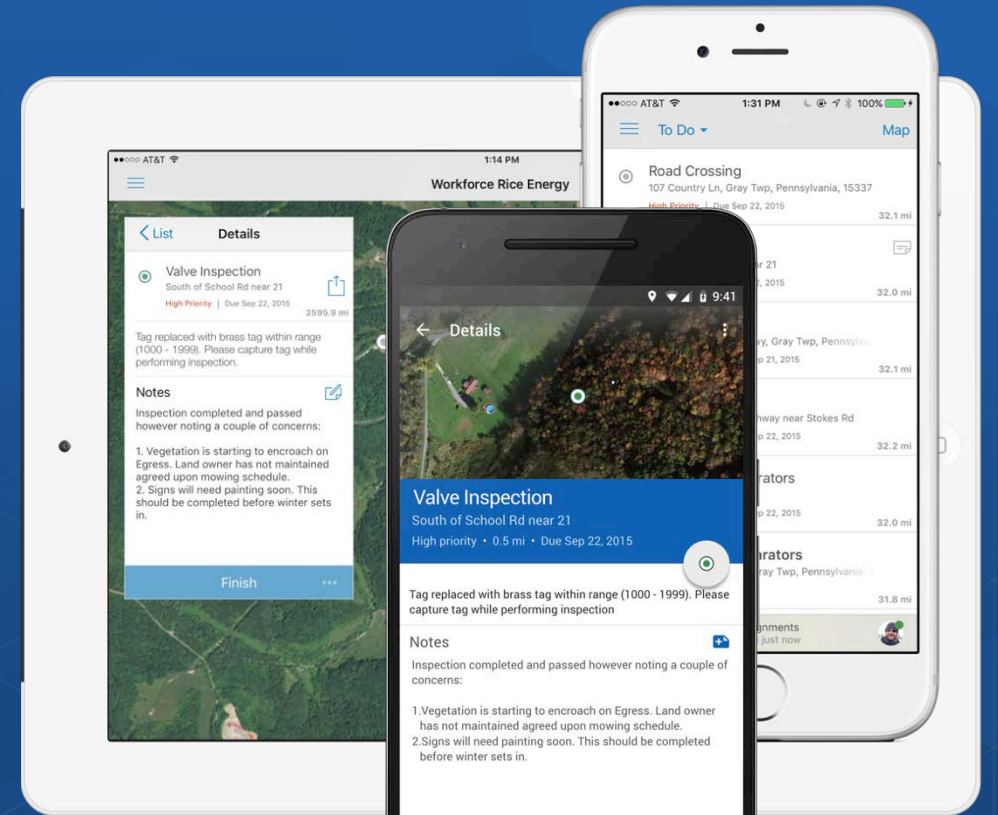 AT&T
1:14 PM
Workforce Rice Energy
List
Details
Valve Inspection
South of School Rd near 21
High Priority | Due Sep 22, 2015
2595.9 mi
Tag replaced with brass tag within range
(1000 - 1999). Please capture tag while
performing inspection.
Notes
Inspection completed and passed
however noting a couple of
concerns:
1. Vegetation is starting to encroach on
Egress. Land owner has not maintained
agreed upon mowing schedule.
2. Signs will need painting soon. This
should be completed before winter sets
in.
Finish
9:41
Details
Valve Inspection
South of School Rd near 21
High priority • 0.5 mi • Due Sep 22, 2015
Tag replaced with brass tag within range (1000 - 1999). Please
capture tag while performing inspection
Notes
Inspection completed and passed however noting a couple of
concerns:
1.Vegetation is starting to encroach on Egress. Land owner
has not maintained agreed upon mowing schedule.
2.Signs will need painting soon. This should be completed
before winter sets in.
AT&T
1:31 PM
100%
To Do
Map
Road Crossing
107 Country Ln, Gray Twp, Pennsylvania, 15337
High Priority | Due Sep 22, 2015
32.1 mi
21
2015
32.0 mi
Gray Twp, Pennsylvania
21, 2015
32.1 mi
near Stokes Rd
22, 2015
32.2 mi
22, 2015
32.0 mi
Twp, Pennsylvania,
31.8 mi
just now